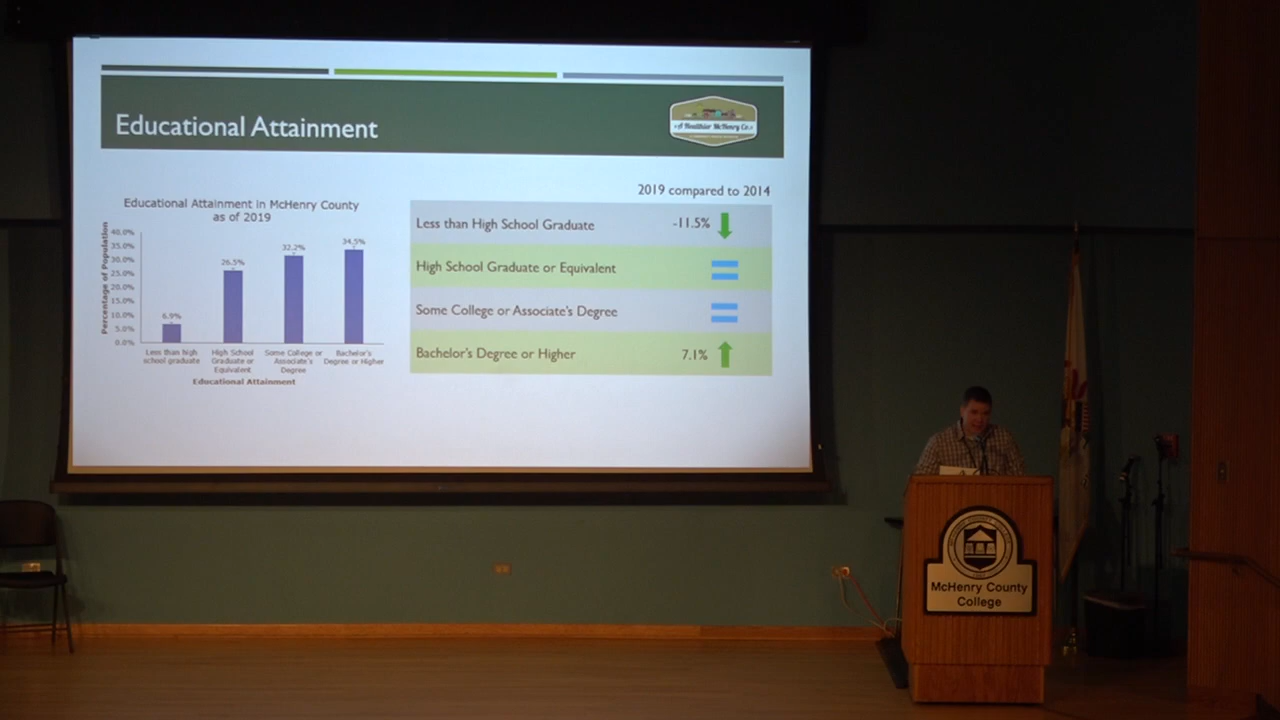 Educational Attainment
A Healthier McHenry Co.
2019 compared to 2014
Educational Attainment in McHenry County
as of 2019
Percentage of Population
40.0%
35.0%
30.0%
25.0%
20.0%
15.0%
10.0%
5.0%
0.0%
6.9%
26.5%
32.2%
34.5%
Less than high
school graduate
High School
Graduate or
Equivalent
Some College or
Associate's
Degree
Bachelor's
Degree or Higher
Educational Attainment
Less than High School Graduate -11.5%
High School Graduate or Equivalent
Some College or Associate's Degree
Bachelor's Degree or Higher 7.1%
McHenry County
College